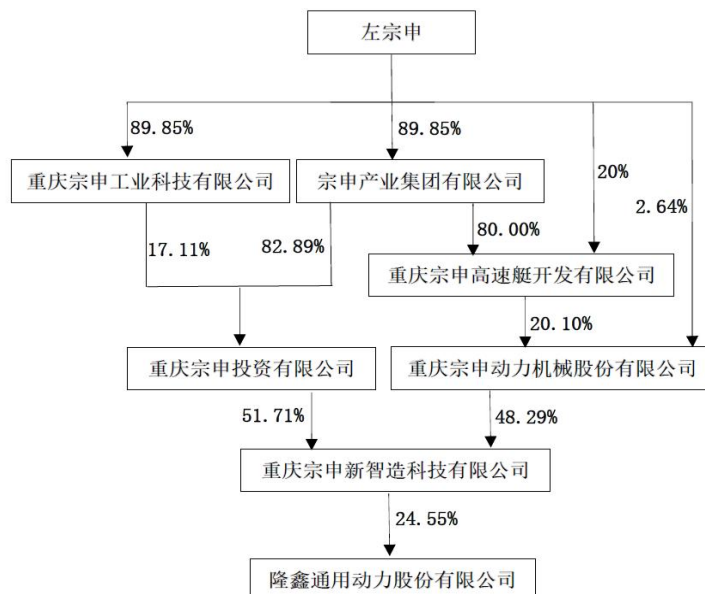 左宗申
89.85%
89.85%
20%
2.64%
重庆宗申工业科技有限公司
宗申产业集团有限公司
17.11%
82.89%
80.00%
重庆宗申高速艇开发有限公司
20.10%
重庆宗申投资有限公司
重庆宗申动力机械股份有限公司
51.71%
48.29%
重庆宗申新智造科技有限公司
24.55%
隆鑫通用动力股份有限公司